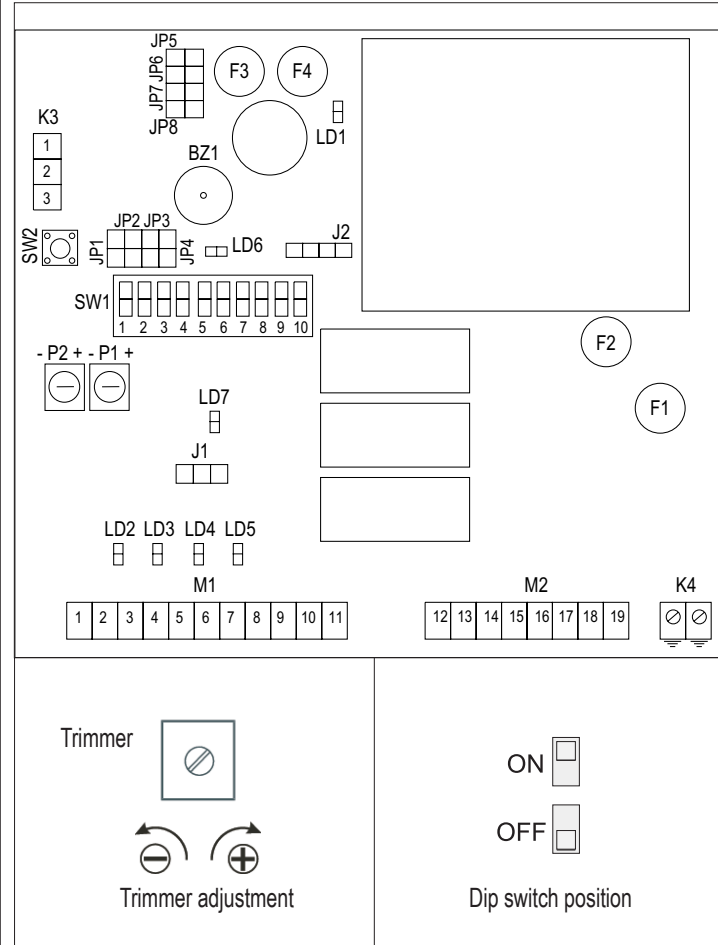 JP5
JP6
F3 F4
JP7
JP8
LD1
K3
1
2
3
BZ1
SW2
JP2 JP3
JP1
JP4
LD6
J2
SW1
1 2 3 4 5 6 7 8 9 10
- P2 + - P1 +
F2
F1
LD7
J1
LD2 LD3 LD4 LD5
M1 M2 K4
1 2 3 4 5 6 7 8 9 10 11
12 13 14 15 16 17 18 19
Trimmer
Trimmer adjustment
ON
OFF
Dip switch position